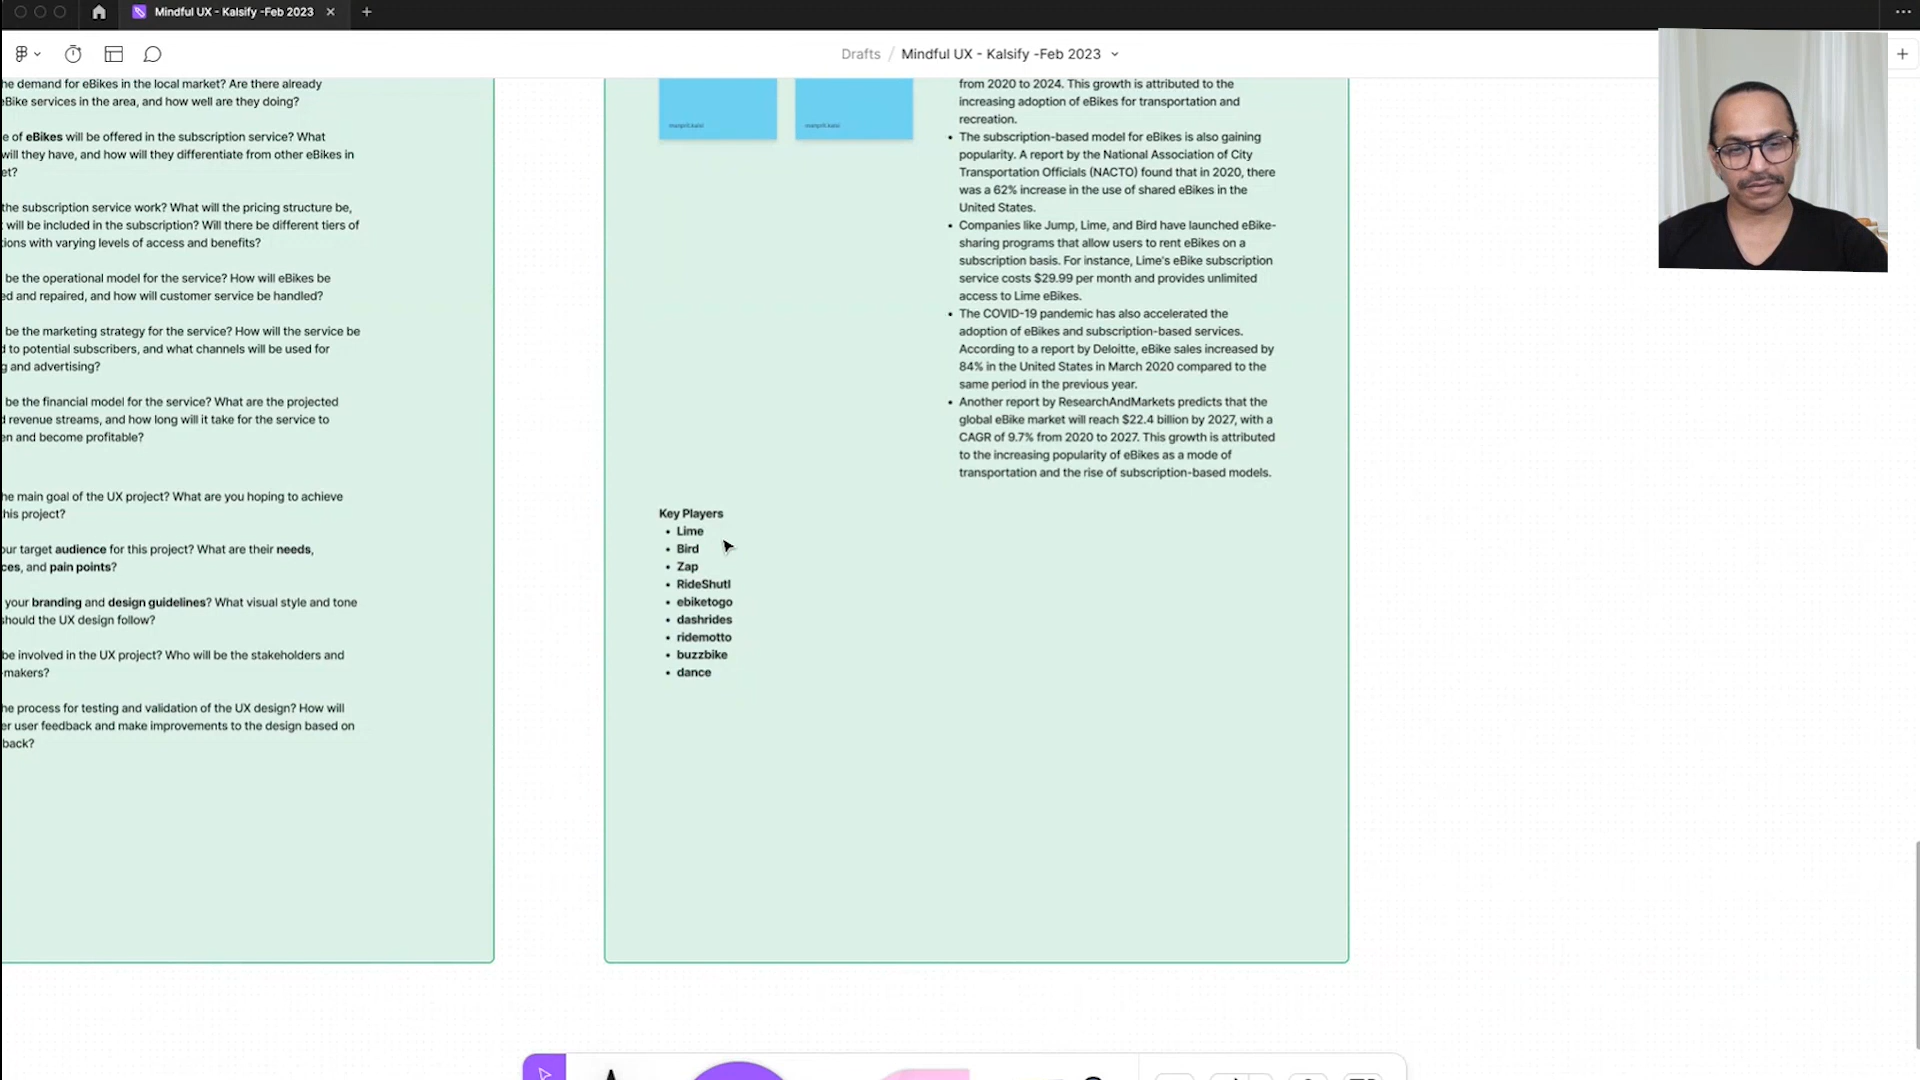 Mindful UX - Kalsify -Feb 2023
Drafts / Mindful UX - Kalsify -Feb 2023
he demand for eBikes in the local market? Are there already
eBike services in the area, and how well are they doing?
e of eBikes will be offered in the subscription service? What
will they have, and how will they differentiate from other eBikes in
et?
the subscription service work? What will the pricing structure be,
t will be included in the subscription? Will there be different tiers of
ions with varying levels of access and benefits?
be the operational model for the service? How will eBikes be
ed and repaired, and how will customer service be handled?
be the marketing strategy for the service? How will the service be
d to potential subscribers, and what channels will be used for
g and advertising?
be the financial model for the service? What are the projected
d revenue streams, and how long will it take for the service to
en and become profitable?
he main goal of the UX project? What are you hoping to achieve
his project?
our target audience for this project? What are their needs,
ces, and pain points?
your branding and design guidelines? What visual style and tone
should the UX design follow?
be involved in the UX project? Who will be the stakeholders and
-makers?
he process for testing and validation of the UX design? How will
er user feedback and make improvements to the design based on
back?
from 2020 to 2024. This growth is attributed to the
increasing adoption of eBikes for transportation and
recreation.
• The subscription-based model for eBikes is also gaining
popularity. A report by the National Association of City
Transportation Officials (NACTO) found that in 2020, there
was a 62% increase in the use of shared eBikes in the
United States.
• Companies like Jump, Lime, and Bird have launched eBike-
sharing programs that allow users to rent eBikes on a
subscription basis. For instance, Lime's eBike subscription
service costs $29.99 per month and provides unlimited
access to Lime eBikes.
• The COVID-19 pandemic has also accelerated the
adoption of eBikes and subscription-based services.
According to a report by Deloitte, eBike sales increased by
84% in the United States in March 2020 compared to the
same period in the previous year.
• Another report by ResearchAndMarkets predicts that the
global eBike market will reach $22.4 billion by 2027, with a
CAGR of 9.7% from 2020 to 2027. This growth is attributed
to the increasing popularity of eBikes as a mode of
transportation and the rise of subscription-based models.
Key Players
• Lime
• Bird
• Zap
• RideShutl
• ebiketogo
• dashrides
• ridemotto
• buzzbike
• dance